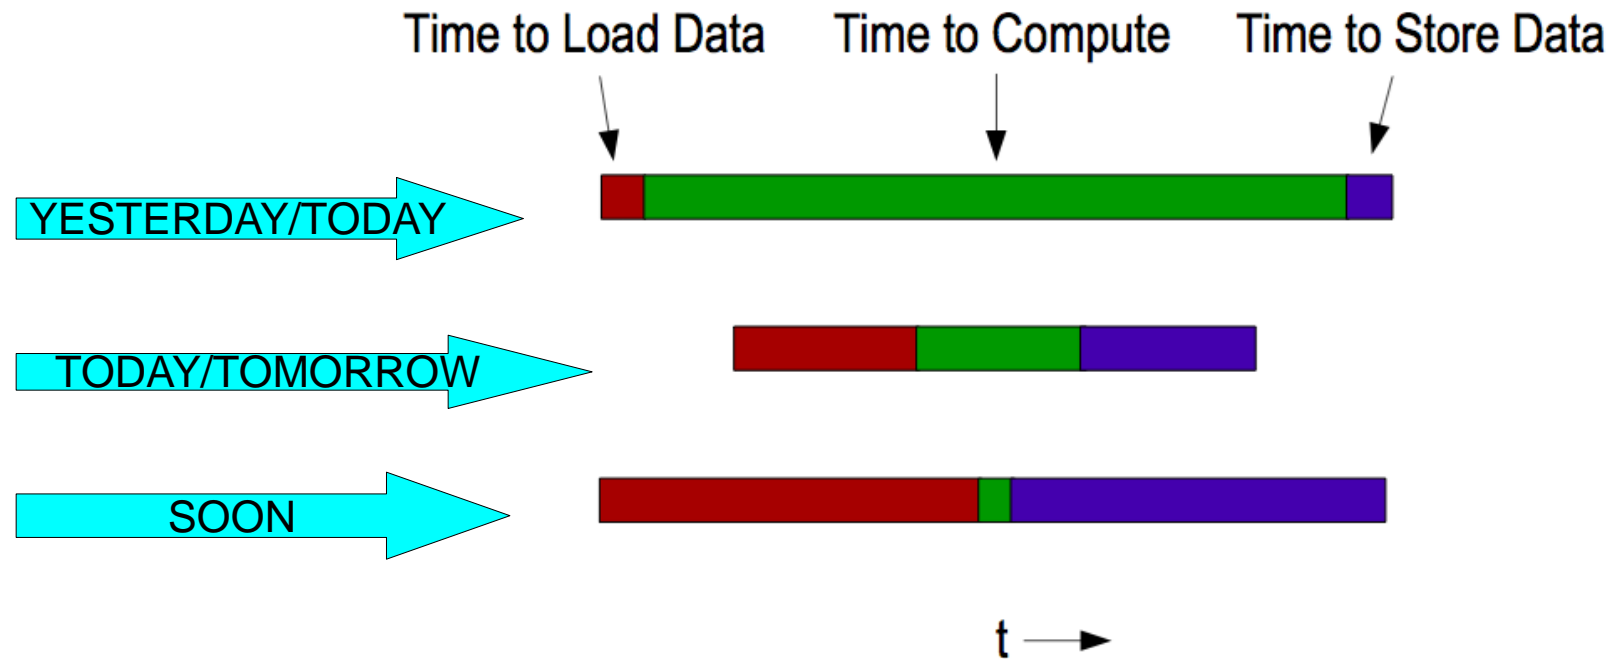 Time to Load Data
Time to Compute
Time to Store Data
YESTERDAY/TODAY
TODAY/TOMORROW
SOON
t